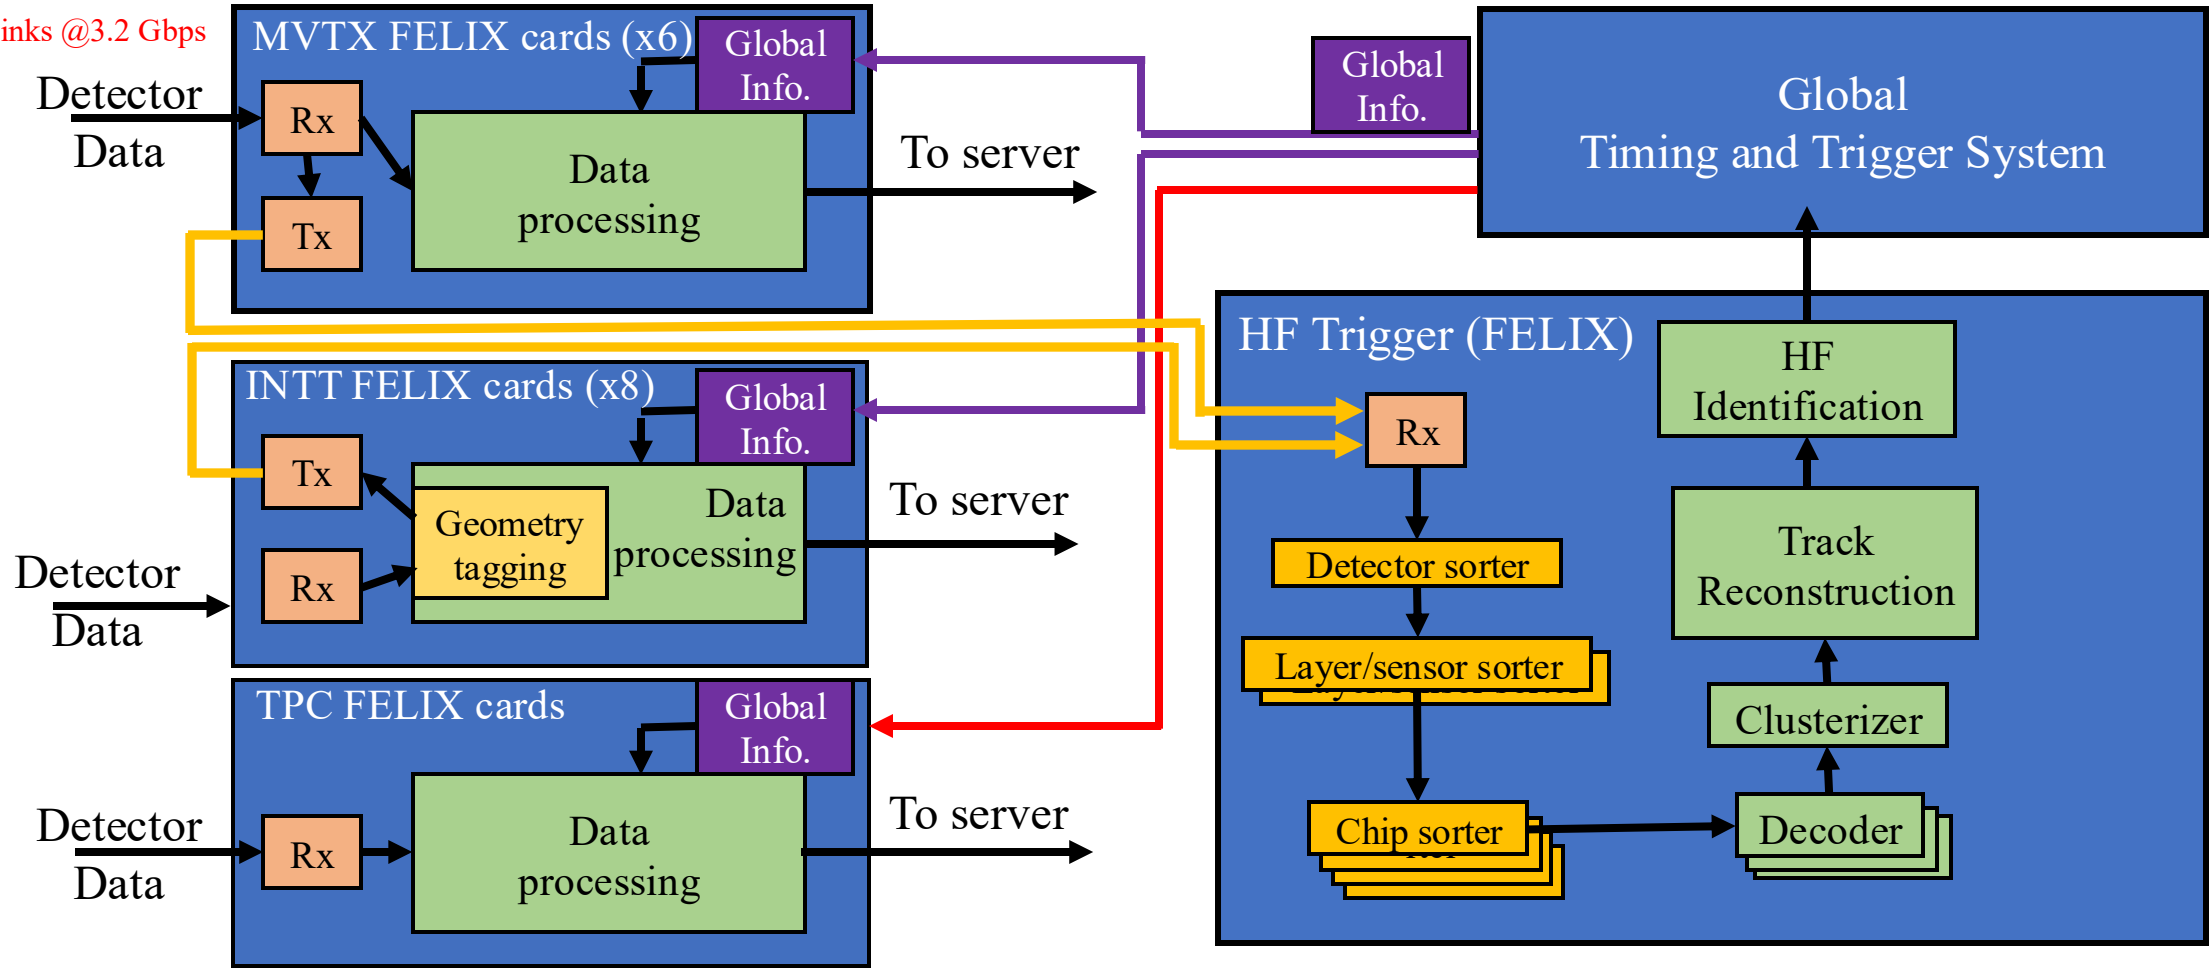 inks @3.2 Gbps
MVTX FELIX cards (x6)
Global
Info.
Detector
Data
Rx
Tx
Data
processing
To server
Global
Info.
Global
Timing and Trigger System
INTT FELIX cards (x8)
Global
Info.
Tx
Rx
Geometry
tagging
Data
processing
To server
Detector
Data
TPC FELIX cards
Global
Info.
Detector
Data
Rx
Data
processing
To server
HF Trigger (FELIX)
Rx
Detector sorter
Layer/sensor sorter
Chip sorter
Decoder
Clusterizer
Track
Reconstruction
HF
Identification